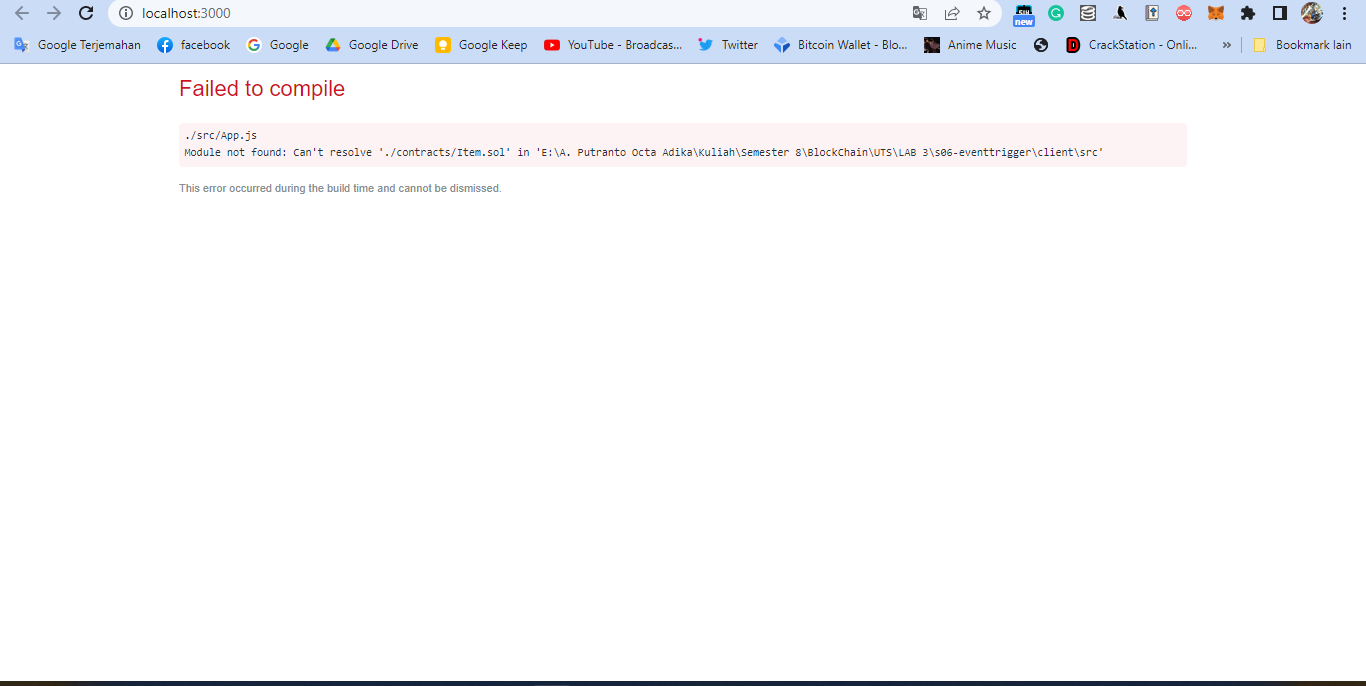 localhost:3000
new
Google Terjemahan facebook Google Google Drive Google Keep YouTube - Broadcas... Twitter Bitcoin Wallet - Blo... Anime Music CrackStation - Onli... » Bookmark lain
Failed to compile
./src/App.js
Module not found: Can't resolve './contracts/Item.sol' in 'E:\A. Putranto Octa Adika\Kuliah\Semester 8\BlockChain\UTS\LAB 3\s06-eventtrigger\client\src'
This error occurred during the build time and cannot be dismissed.